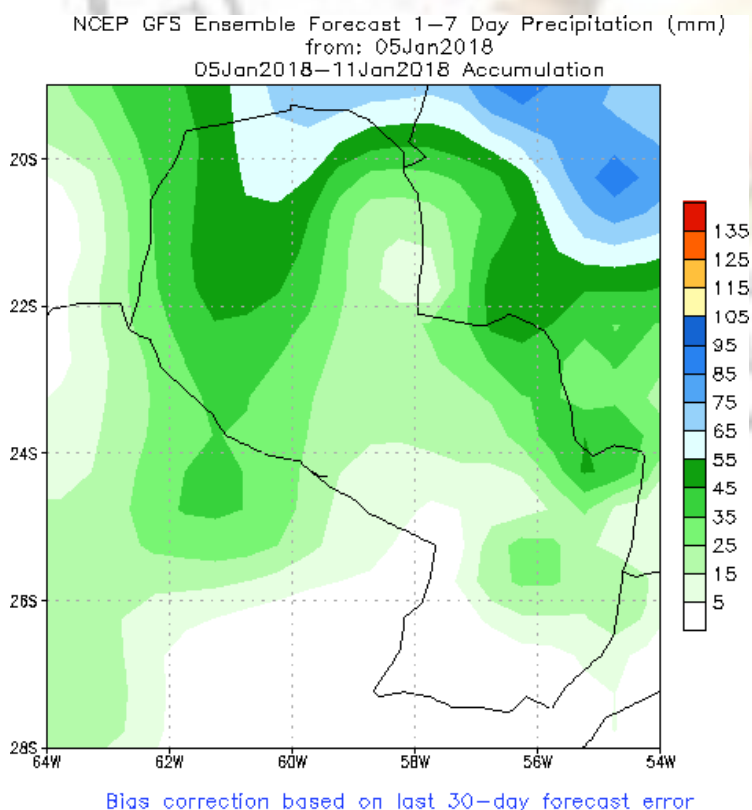 NCEP GFS Ensemble Forecast 1-7 Day Precipitation (mm)
from: 05Jan2018
05Jan2018-11Jan2018 Accumulation
20S
22S
24S
26S
28S
64W 62W 60W 58W 56W 54W
135
125
115
105
95
85
75
65
55
45
35
25
15
5
Bias correction based on last 30-day forecast error